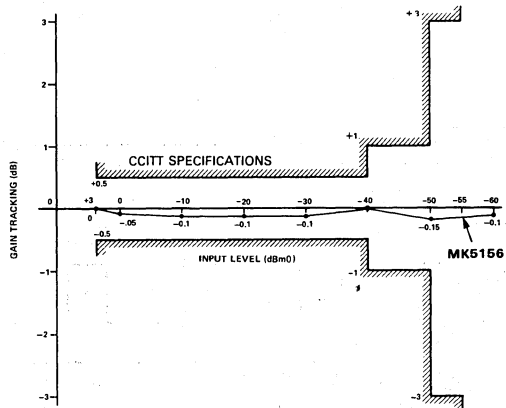 +3
3
2
1
+1
CCITT SPECIFICATIONS
+0.5
GAIN TRACKING (dB)
0 +3 0 -10 -20 -30 -40 -50 -55 -60
0 -.05 -0.1 -0.1 -0.1 -0.15 -0.1
-0.5
INPUT LEVEL (dBm0)
MK5156
-1 -1
-2
-3 -3